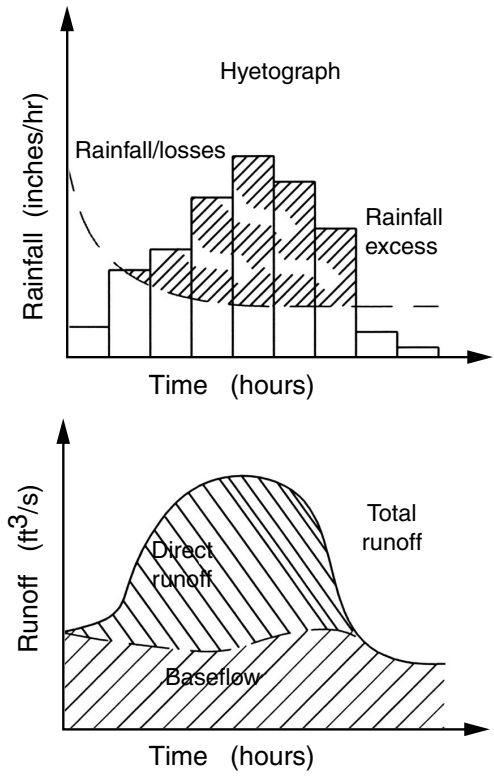 Hyetograph
Rainfall/losses
Rainfall
excess
Rainfall (inches/hr)
Time (hours)
Total
runoff
Direct
runoff
Baseflow
Runoff (ft³/s)
Time (hours)